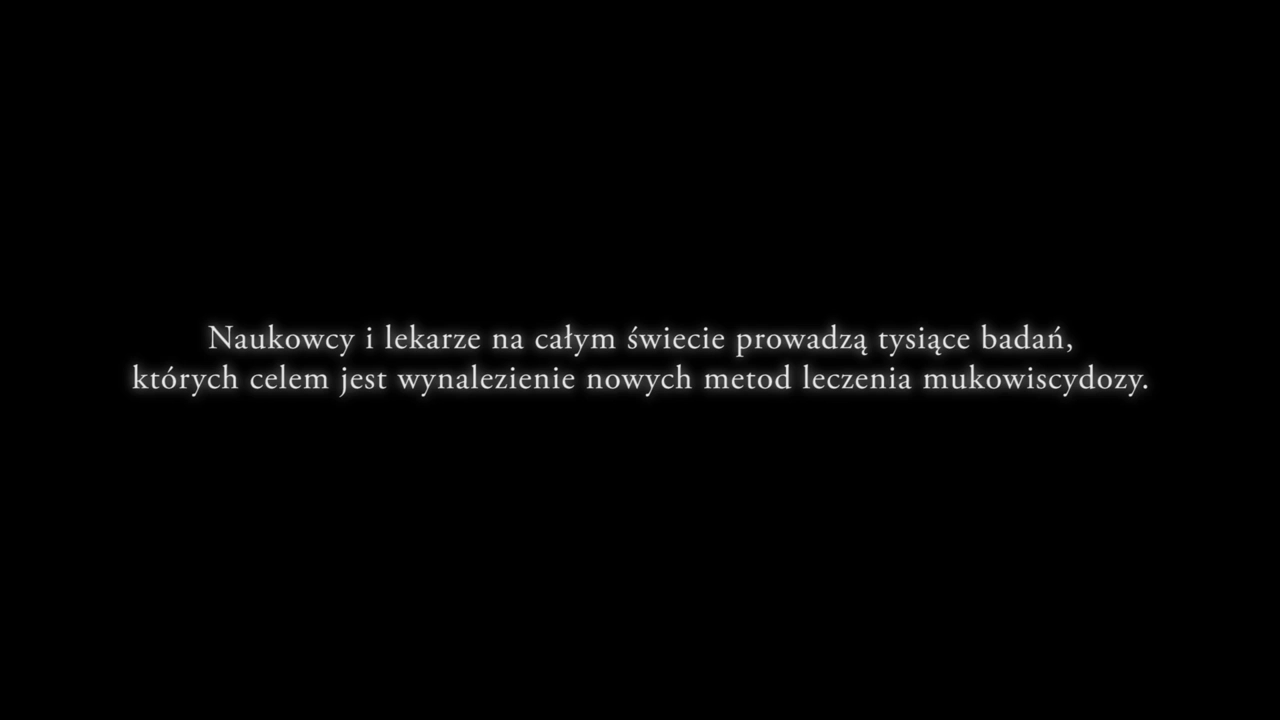 Naukowcy i lekarze na całym świecie prowadzą tysiące badań,
których celem jest wynalezienie nowych metod leczenia mukowiscydozy.